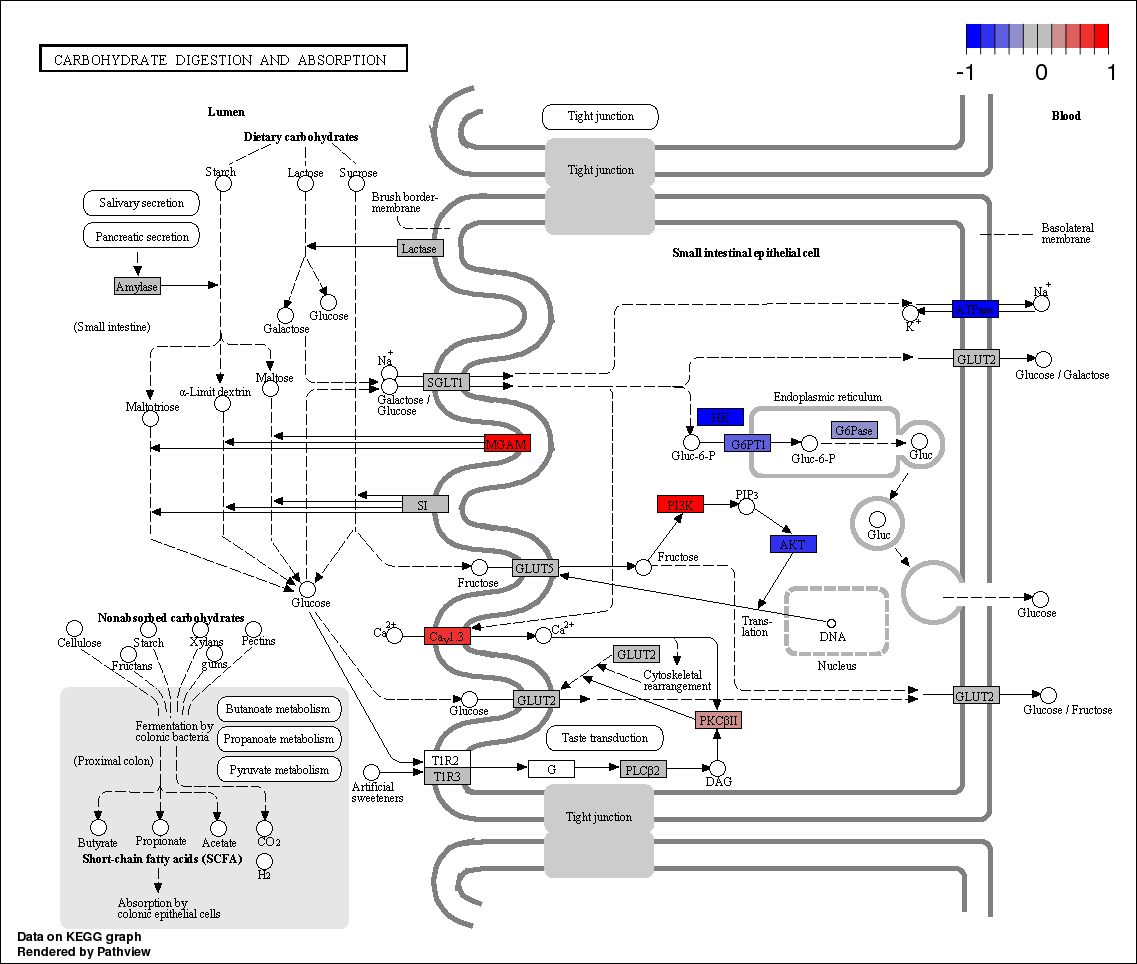 CARBOHYDRATE DIGESTION AND ABSORPTION
-1 0 1
Lumen
Blood
Tight junction
Dietary carbohydrates
Tight junction
Starch
Lactose
Sucrose
Brush border-
membrane
Salivary secretion
Pancreatic secretion
Basolateral
membrane
Lactase
Small intestinal epithelial cell
Amylase
Na+
ATPase
K+
Galactose
Glucose
(Small intestine)
Na+
GLUT2
Glucose / Galactose
Maltose
SGLT1
α-Limit dextrin
Galactose /
Glucose
Endoplasmic reticulum
Maltotriose
HK
G6Pase
MGAM
Gluc-6-P
G6PT1
Gluc-6-P
Gluc
SI
PI3K
PIP3
Gluc
AKT
Fructose
GLUT5
Fructose
Glucose
Glucose
Trans-
lation
DNA
Nucleus
Nonabsorbed carbohydrates
Cellulose
Starch
Xylans
Pectins
Fructans
gums
Ca2+
Cav1.3
Ca2+
GLUT2
Cytoskeletal
rearrangement
Glucose
GLUT2
GLUT2
Glucose / Fructose
PKCβII
Butanoate metabolism
Fermentation by
colonic bacteria
Propanoate metabolism
(Proximal colon)
Pyruvate metabolism
Taste transduction
T1R2
T1R3
G
PLCβ2
DAG
Artificial
sweeteners
Tight junction
Butyrate
Propionate
Acetate
CO2
Short-chain fatty acids (SCFA)
H2
Absorption by
colonic epithelial cells
Data on KEGG graph
Rendered by Pathview